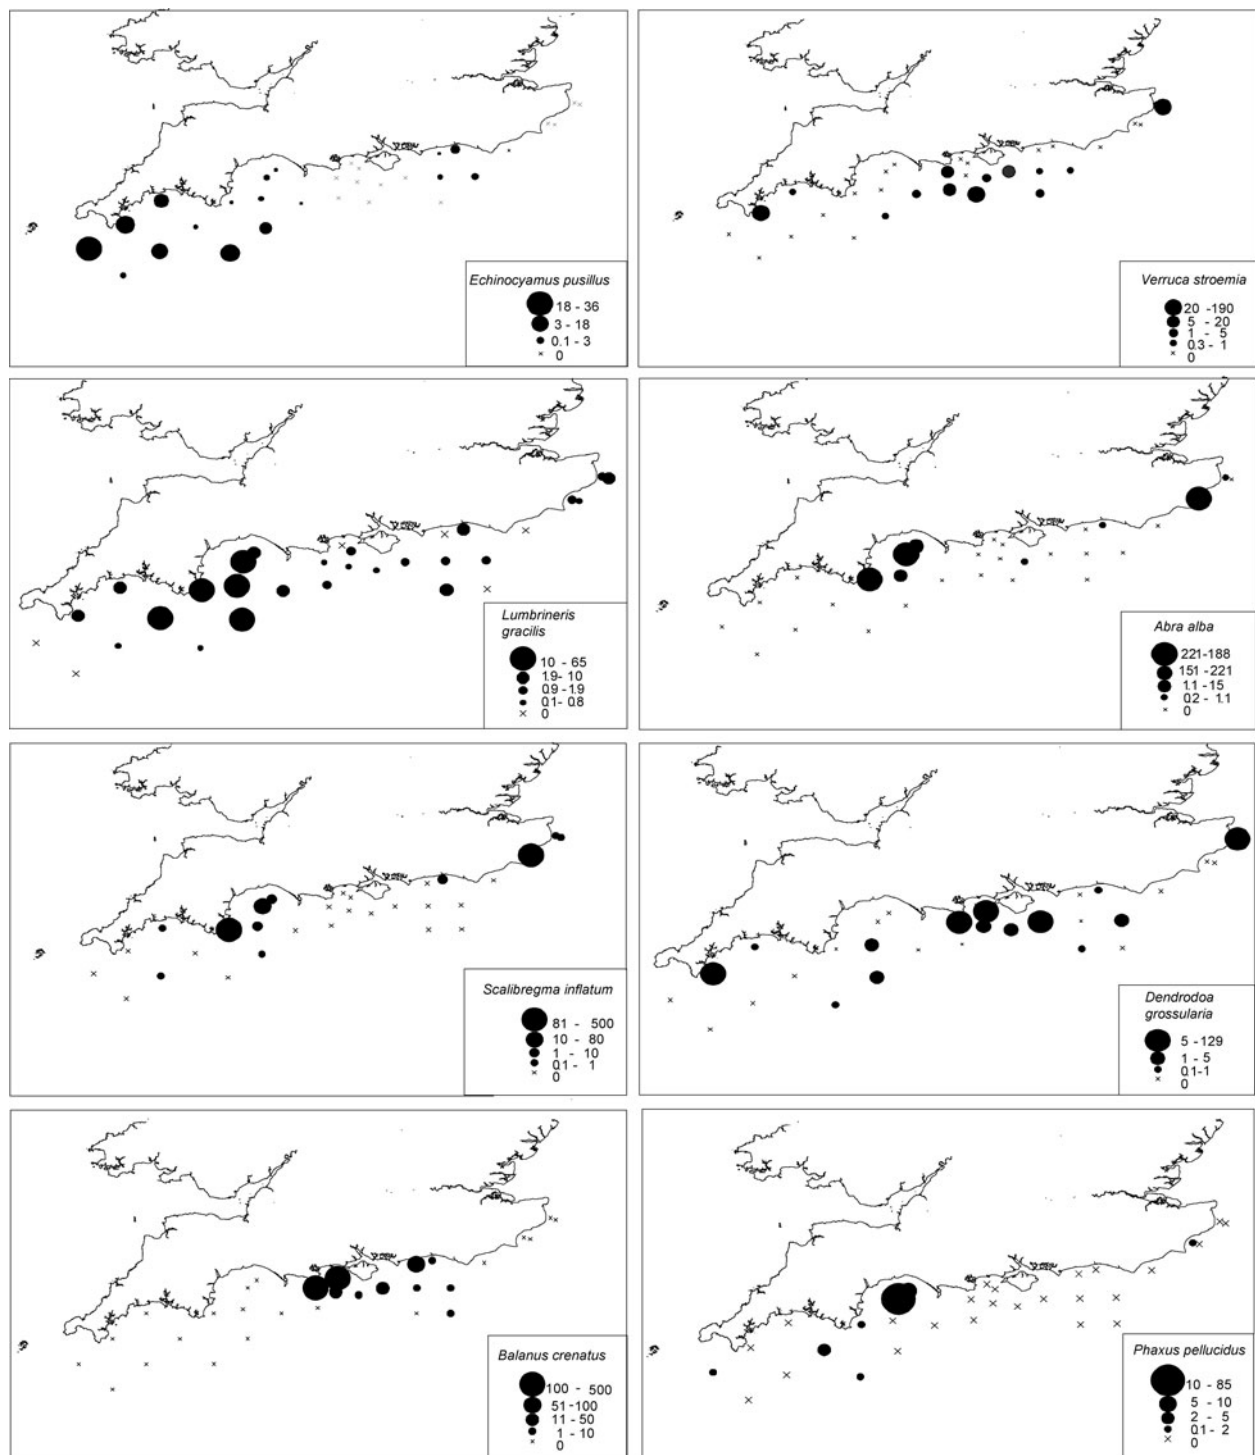 Echinocyamus pusillus
18 - 36
3 - 18
0.1 - 3
0
Verruca stroemia
20 -190
5 - 20
1 - 5
0.3 - 1
0
Lumbrineris
gracilis
10 - 65
1.9 - 10
0.9 - 1.9
0.1 - 0.8
0
Abra alba
221-188
151 -221
1.1 - 15
0.2 - 1.1
0
Scalibregma inflatum
81 - 500
10 - 80
1 - 10
0.1 - 1
0
Dendrodoa
grossularia
5 -129
1 - 5
0.1-1
0
Balanus crenatus
100 - 500
51 -100
11 - 50
1 - 10
0
Phaxus pellucidus
10 - 85
5 - 10
2 - 5
0.1 - 2
0